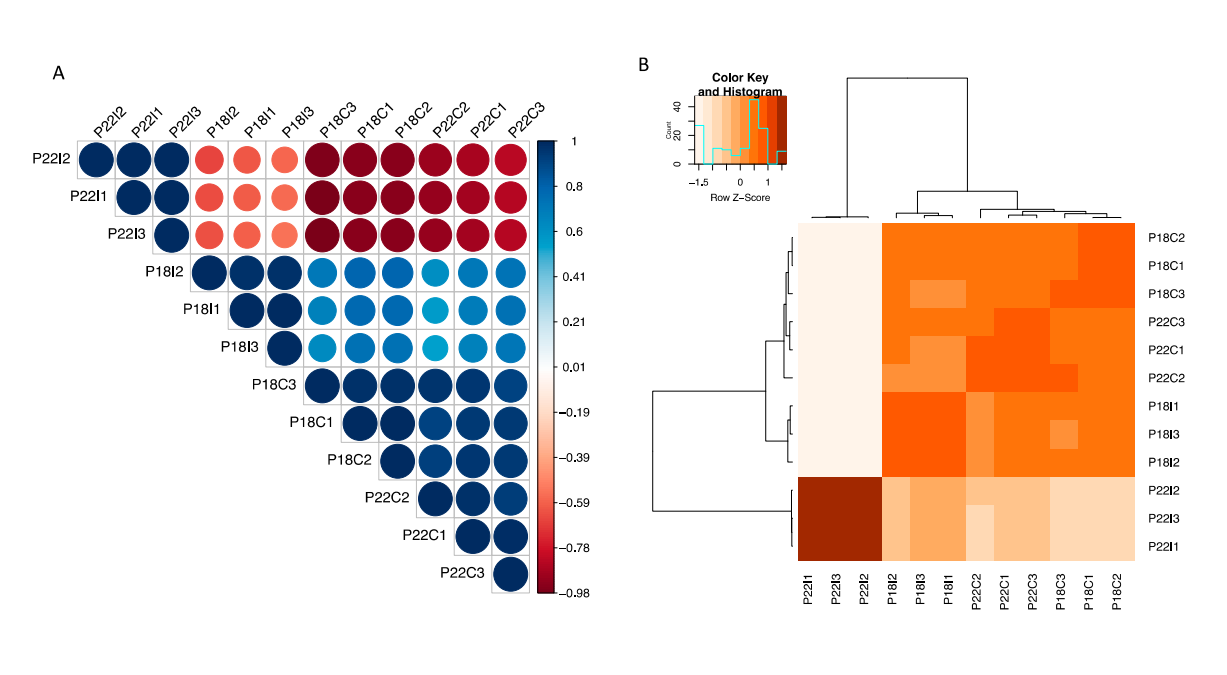 A
P22I2 P22I1 P22I3 P18I2 P18I1 P18I3 P18C3 P18C1 P18C2 P22C2 P22C1 P22C3
P22I2
P22I1
P22I3
P18I2
P18I1
P18I3
P18C3
P18C1
P18C2
P22C2
P22C1
P22C3
1
0.8
0.6
0.41
0.21
0.01
−0.19
−0.39
−0.59
−0.78
−0.98
B
Color Key
and Histogram
Count
40
20
0
−1.5 0 1
Row Z−Score
P18C2
P18C1
P18C3
P22C3
P22C1
P22C2
P18I1
P18I3
P18I2
P22I2
P22I3
P22I1
P22I1 P22I3 P22I2 P18I2 P18I3 P18I1 P22C2 P22C1 P22C3 P18C3 P18C1 P18C2